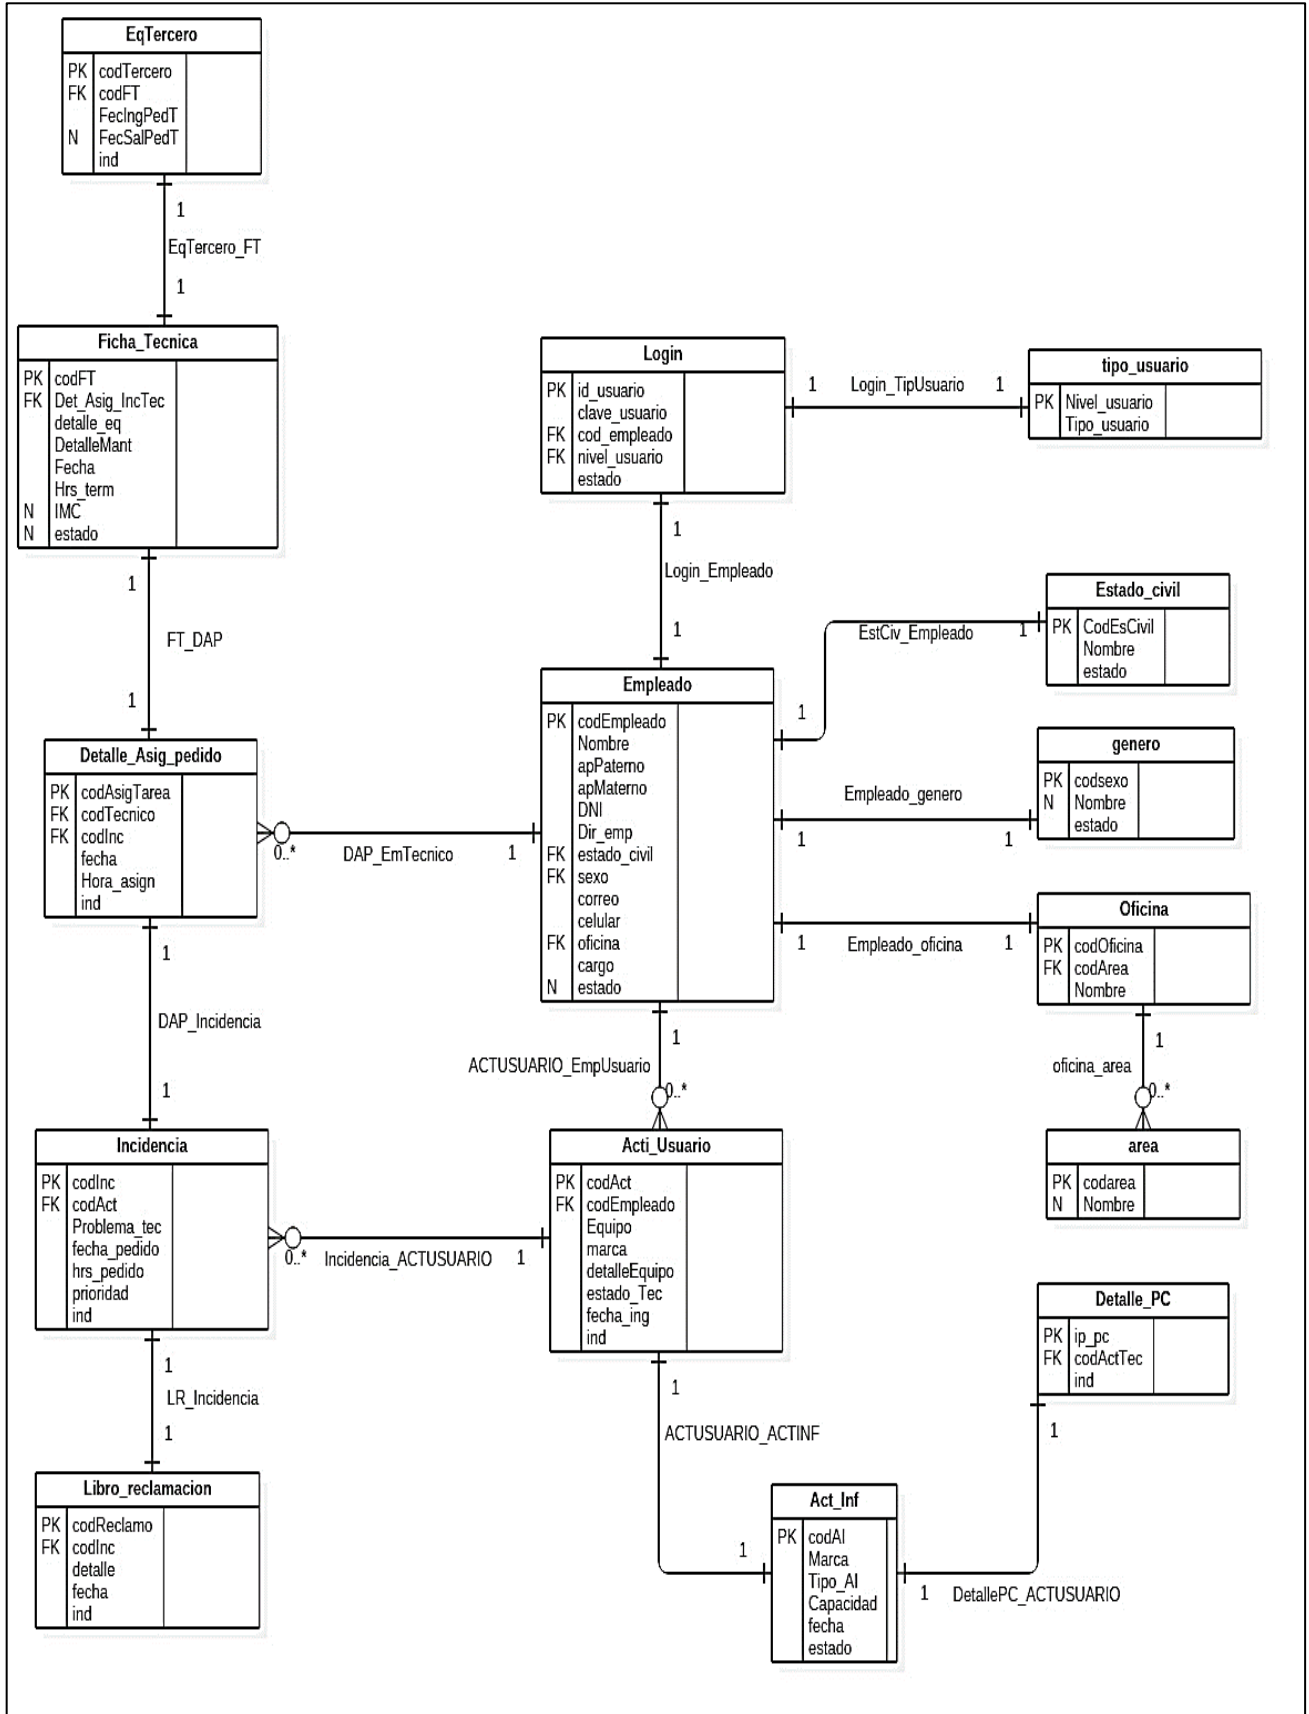 EqTercero
PK codTercero
FK codFT
FecIngPedT
N FecSalPedT
ind
1
EqTercero_FT
1
Ficha_Tecnica
PK codFT
FK Det_Asig_IncTec
detalle_eq
DetalleMant
Fecha
Hrs_term
N IMC
N estado
1
FT_DAP
1
Login
PK id_usuario
clave_usuario
FK cod_empleado
FK nivel_usuario
estado
1 Login_TipUsuario 1
tipo_usuario
PK Nivel_usuario
Tipo_usuario
1
Login_Empleado
1
Estado_civil
PK CodEsCivil
Nombre
estado
EstCiv_Empleado 1
1
Empleado
PK codEmpleado
Nombre
apPaterno
apMaterno
DNI
Dir_emp
FK estado_civil
FK sexo
correo
celular
FK oficina
cargo
N estado
genero
PK codsexo
N Nombre
estado
Empleado_genero
1 1
Detalle_Asig_pedido
PK codAsigTarea
FK codTecnico
FK codInc
fecha
Hora_asign
ind
0..* DAP_EmTecnico 1
Oficina
PK codOficina
FK codArea
Nombre
1 Empleado_oficina 1
1
DAP_Incidencia
1
1
ACTUSUARIO_EmpUsuario
0..*
1
oficina_area
0..*
Incidencia
PK codInc
FK codAct
Problema_tec
fecha_pedido
hrs_pedido
prioridad
ind
0..* Incidencia_ACTUSUARIO 1
Acti_Usuario
PK codAct
FK codEmpleado
Equipo
marca
detalleEquipo
estado_Tec
fecha_ing
ind
area
PK codarea
N Nombre
Detalle_PC
PK ip_pc
FK codActTec
ind
1
LR_Incidencia
1
1
ACTUSUARIO_ACTINF
1
1
Libro_reclamacion
PK codReclamo
FK codInc
detalle
fecha
ind
Act_Inf
PK codAI
Marca
Tipo_AI
Capacidad
fecha
estado
1 DetallePC_ACTUSUARIO